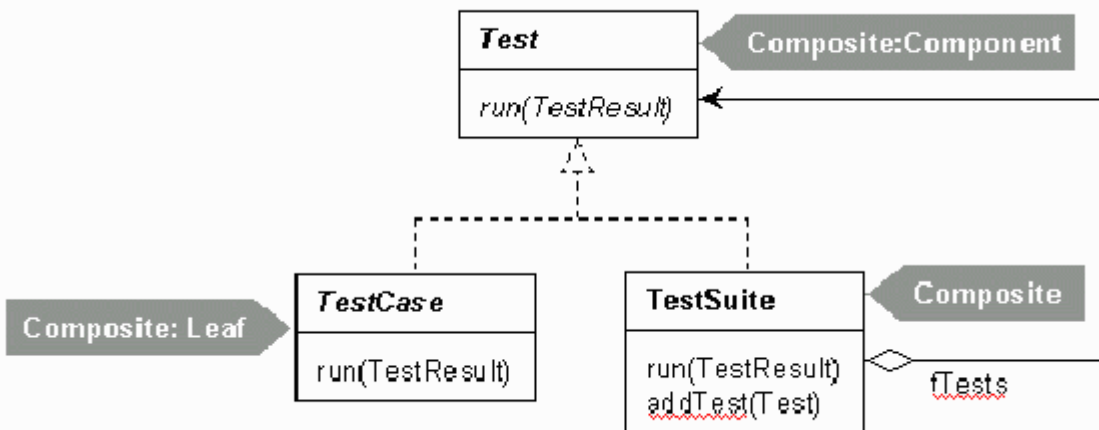 Test
Composite:Component
run(TestResult)
TestCase
TestSuite
Composite
Composite: Leaf
run(TestResult)
run(TestResult)
addTest(Test)
fTests